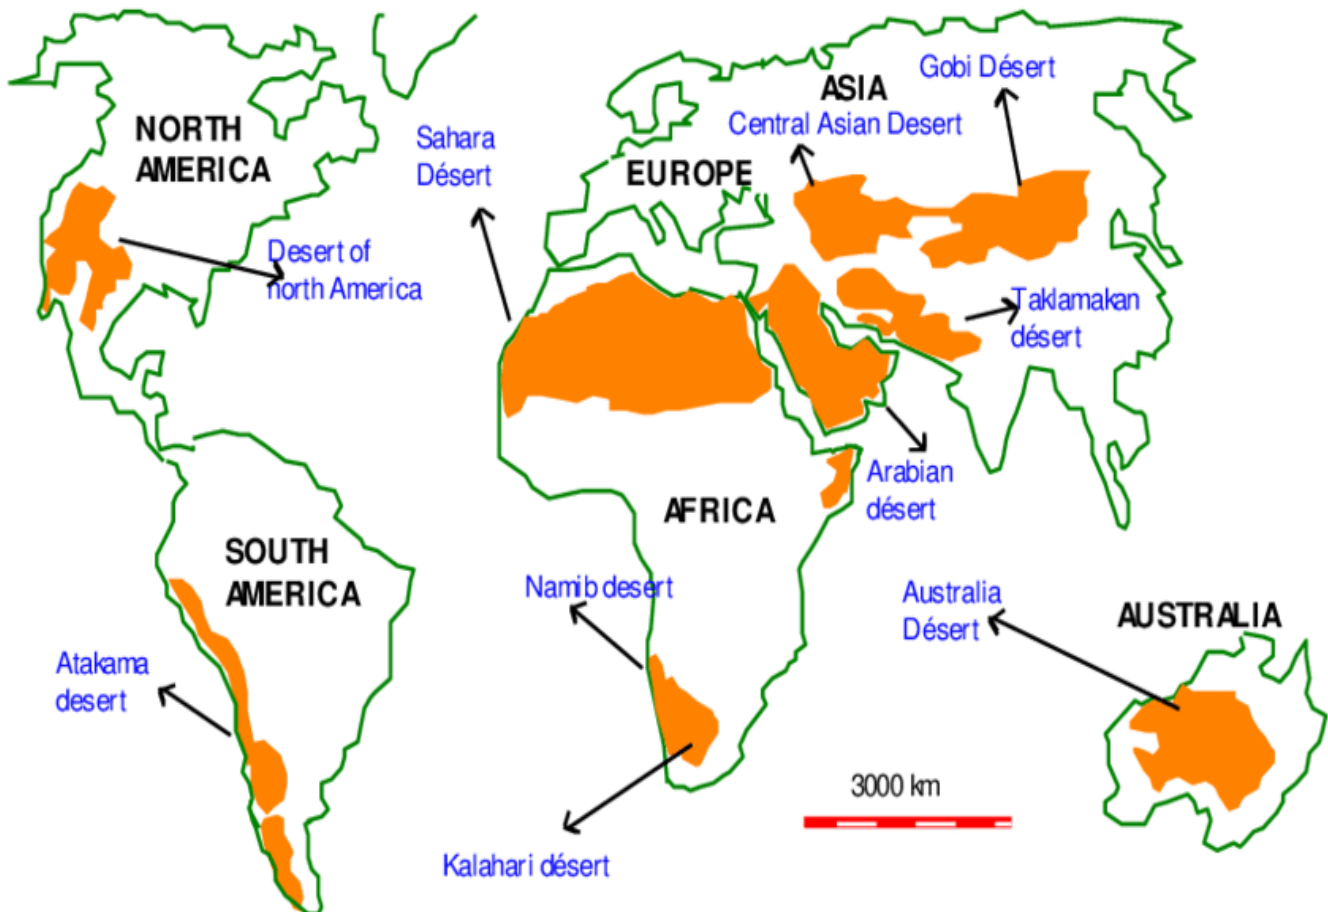 Gobi Désert
ASIA
Central Asian Desert
NORTH
AMERICA
Sahara
Désert
EUROPE
Desert of
north America
Taklamakan
désert
Arabian
désert
AFRICA
SOUTH
AMERICA
Namib desert
Australia
Désert
AUSTRALIA
Atakama
desert
3000 km
Kalahari désert